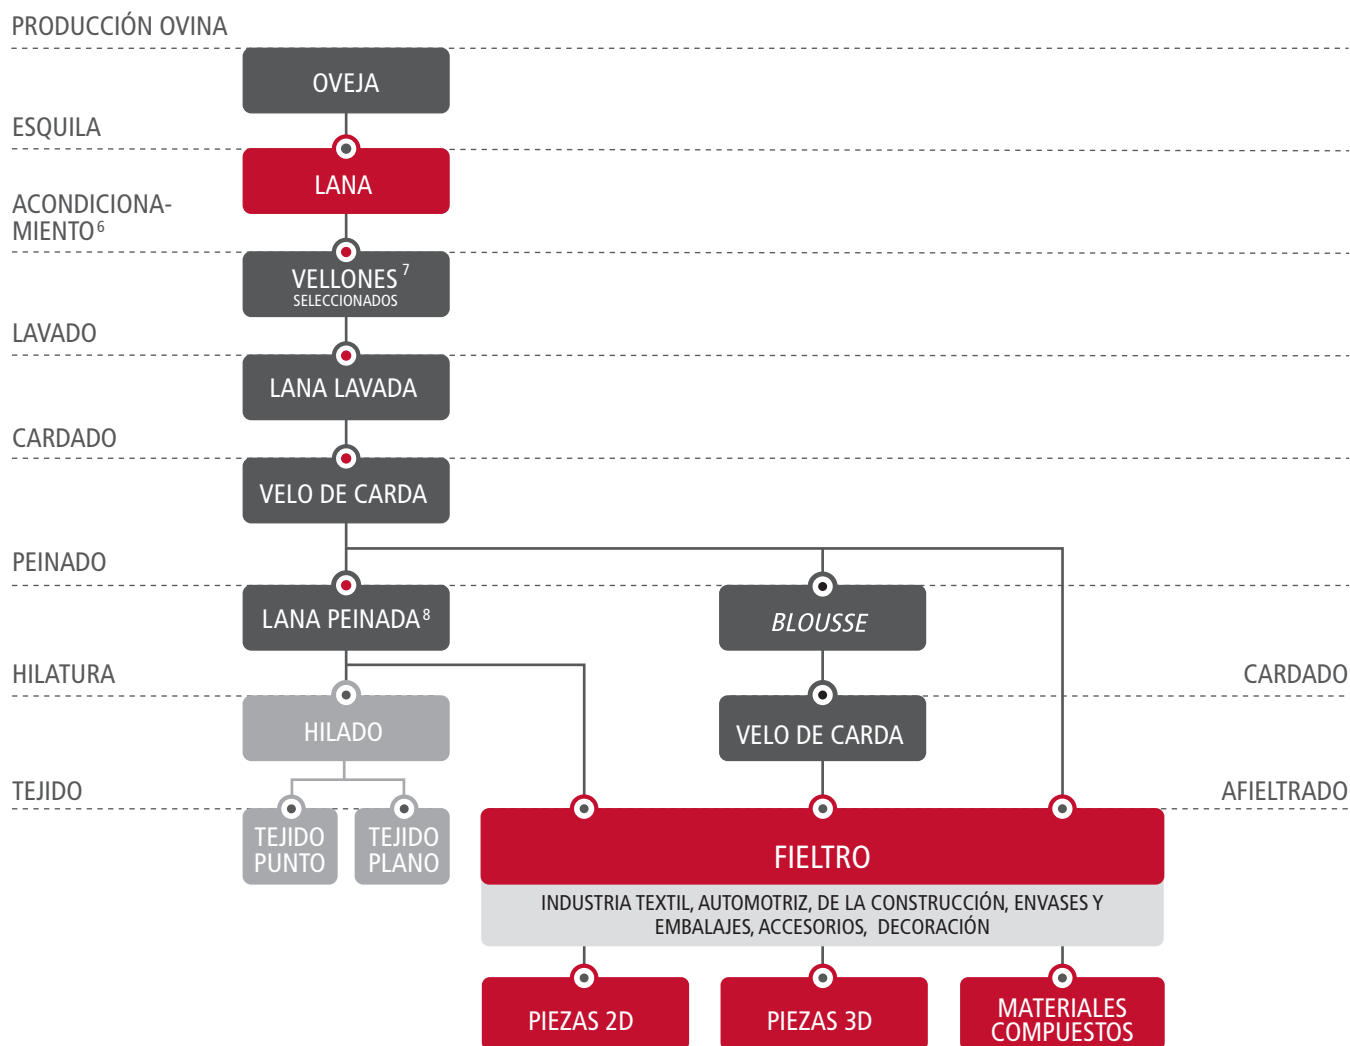 PRODUCCIÓN OVINA
OVEJA
ESQUILA
LANA
ACONDICIONA-
MIENTO6
VELLONES7
SELECCIONADOS
LAVADO
LANA LAVADA
CARDADO
VELO DE CARDA
PEINADO
LANA PEINADA8
BLOUSSE
HILATURA
CARDADO
HILADO
VELO DE CARDA
TEJIDO
AFIELTRADO
TEJIDO
PUNTO
TEJIDO
PLANO
FIELTRO
INDUSTRIA TEXTIL, AUTOMOTRIZ, DE LA CONSTRUCCIÓN, ENVASES Y
EMBALAJES, ACCESORIOS, DECORACIÓN
PIEZAS 2D
PIEZAS 3D
MATERIALES
COMPUESTOS